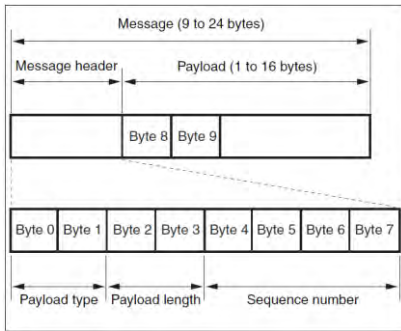 Message (9 to 24 bytes)
Message header Payload (1 to 16 bytes)
Byte 8 Byte 9
Byte 0 Byte 1 Byte 2 Byte 3 Byte 4 Byte 5 Byte 6 Byte 7
Payload type Payload length Sequence number